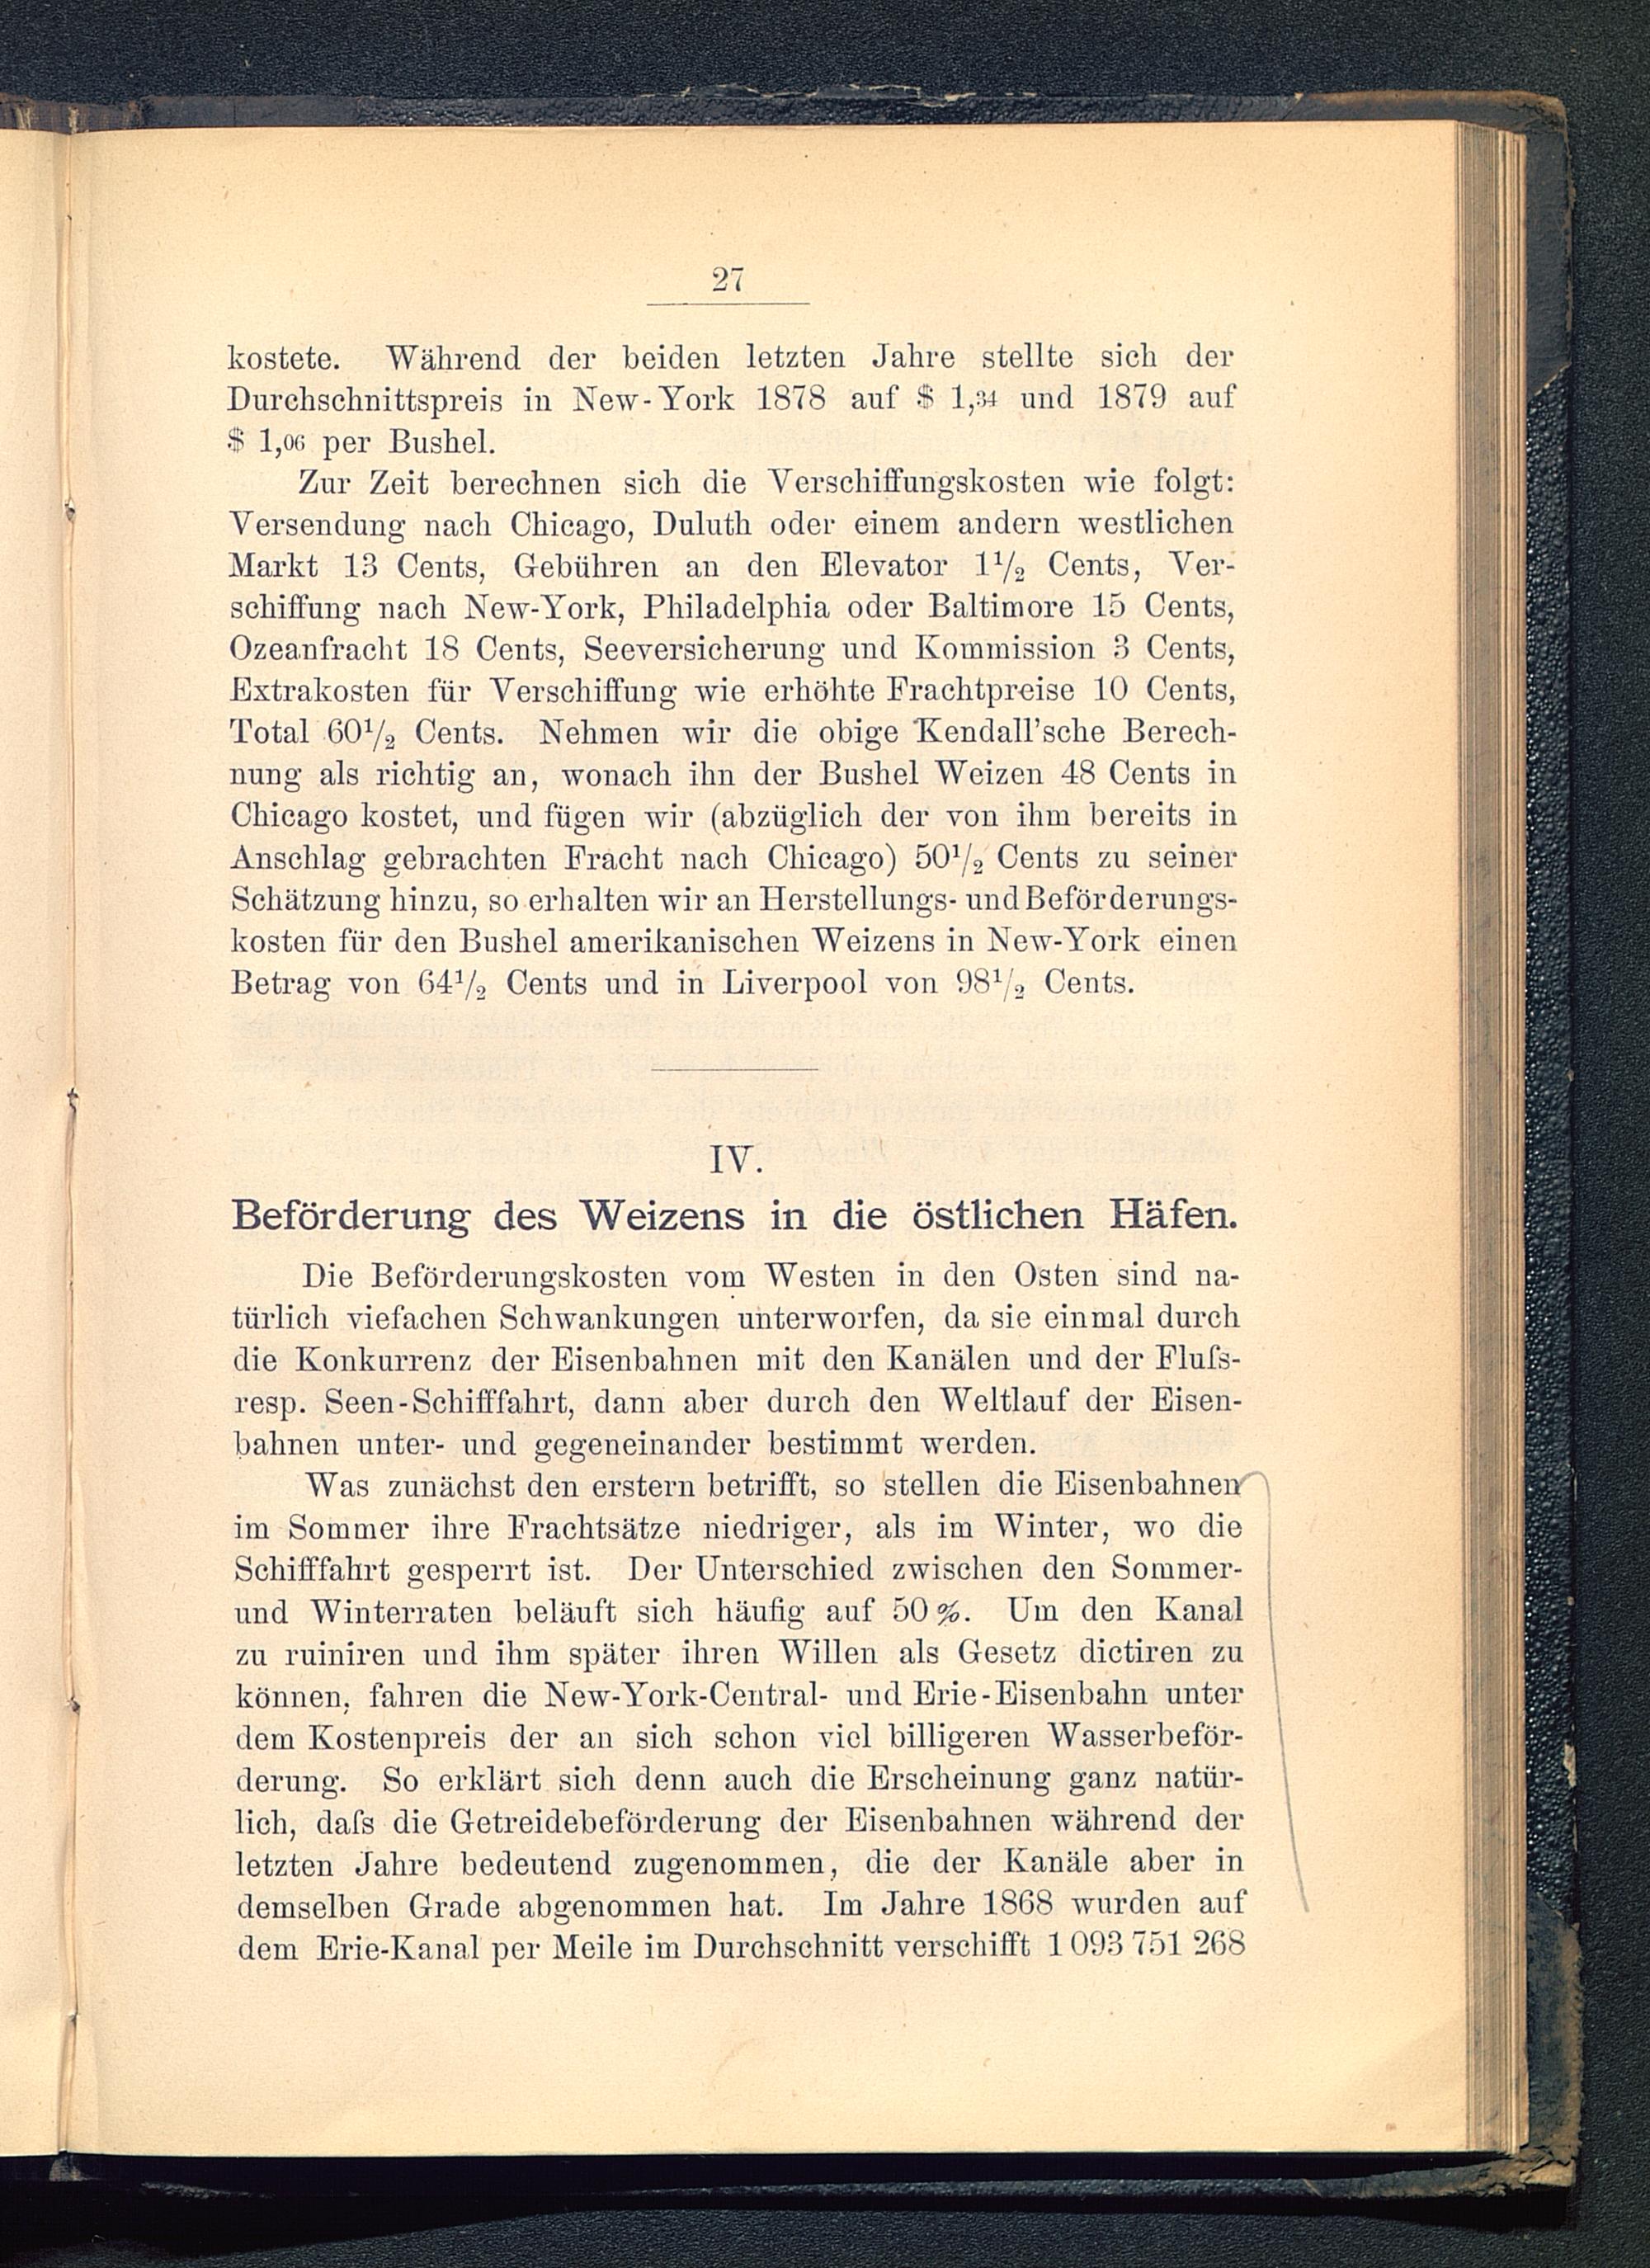 27
kostete. Während der beiden letzten Jahre stellte sich der
Durchschnittspreis in New-York 1878 auf $ 1,34 und 1879 auf
$ 1,06 per Bushel.
Zur Zeit berechnen sich die Verschiffungskosten wie folgt:
Versendung nach Chicago, Duluth oder einem andern westlichen
Markt 13 Cents, Gebühren an den Elevator 1½ Cents, Ver-
schiffung nach New-York, Philadelphia oder Baltimore 15 Cents,
Ozeanfracht 18 Cents, Seeversicherung und Kommission 3 Cents,
Extrakosten für Verschiffung wie erhöhte Frachtpreise 10 Cents,
Total 60½ Cents. Nehmen wir die obige Kendall'sche Berech-
nung als richtig an, wonach ihn der Bushel Weizen 48 Cents in
Chicago kostet, und fügen wir (abzüglich der von ihm bereits in
Anschlag gebrachten Fracht nach Chicago) 50½ Cents zu seiner
Schätzung hinzu, so erhalten wir an Herstellungs- und Beförderungs-
kosten für den Bushel amerikanischen Weizens in New-York einen
Betrag von 64½ Cents und in Liverpool von 98½ Cents.
IV.
Beförderung des Weizens in die östlichen Häfen.
Die Beförderungskosten vom Westen in den Osten sind na-
türlich viefachen Schwankungen unterworfen, da sie einmal durch
die Konkurrenz der Eisenbahnen mit den Kanälen und der Fluſs-
resp. Seen-Schifffahrt, dann aber durch den Weltlauf der Eisen-
bahnen unter- und gegeneinander bestimmt werden.
Was zunächst den erstern betrifft, so stellen die Eisenbahnen
im Sommer ihre Frachtsätze niedriger, als im Winter, wo die
Schifffahrt gesperrt ist. Der Unterschied zwischen den Sommer-
und Winterraten beläuft sich häufig auf 50 %. Um den Kanal
zu ruiniren und ihm später ihren Willen als Gesetz dictiren zu
können, fahren die New-York-Central- und Erie-Eisenbahn unter
dem Kostenpreis der an sich schon viel billigeren Wasserbeför-
derung. So erklärt sich denn auch die Erscheinung ganz natür-
lich, daſs die Getreidebeförderung der Eisenbahnen während der
letzten Jahre bedeutend zugenommen, die der Kanäle aber in
demselben Grade abgenommen hat. Im Jahre 1868 wurden auf
dem Erie-Kanal per Meile im Durchschnitt verschifft 1 093 751 268